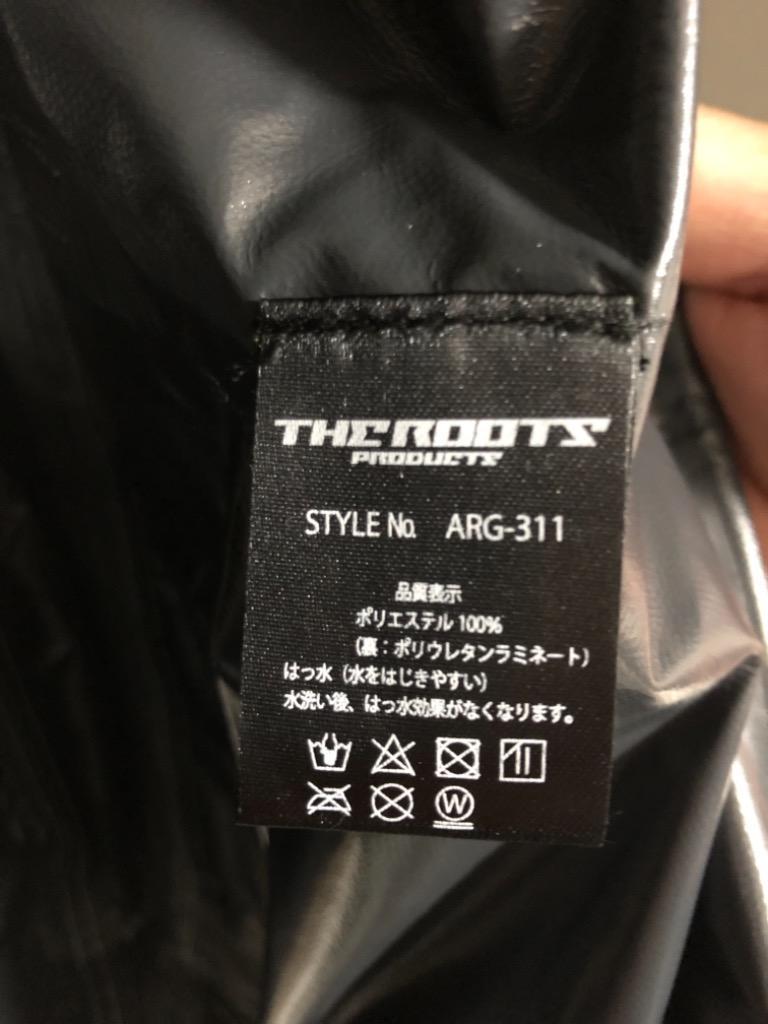 THE ROOTS
PRODUCTS
STYLE No. ARG-311
品質表示
ポリエステル 100%
（裏：ポリウレタンラミネート）
はっ水（水をはじきやすい）
水洗い後、はっ水効果がなくなります。
W